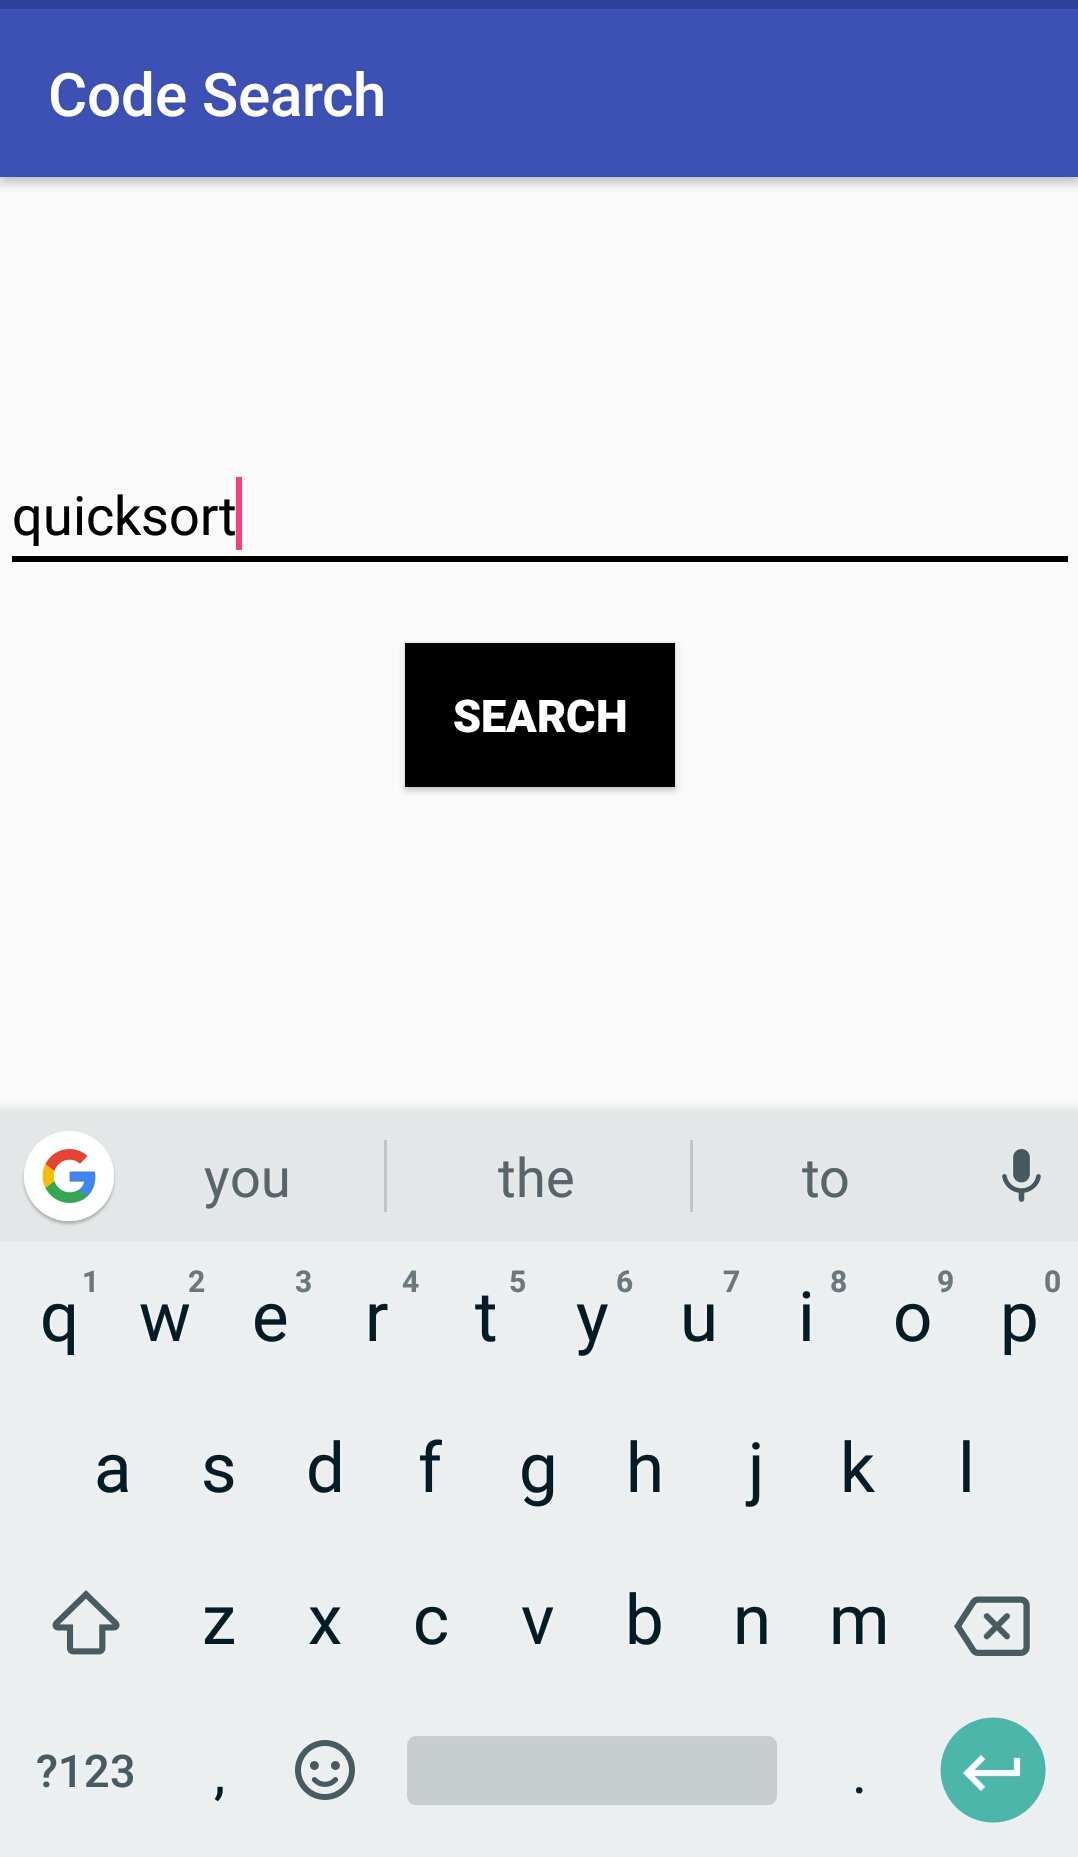 Code Search
quicksort
SEARCH
you the to
1 2 3 4 5 6 7 8 9 0
q w e r t y u i o p
a s d f g h j k l
z x c v b n m
?123 , .